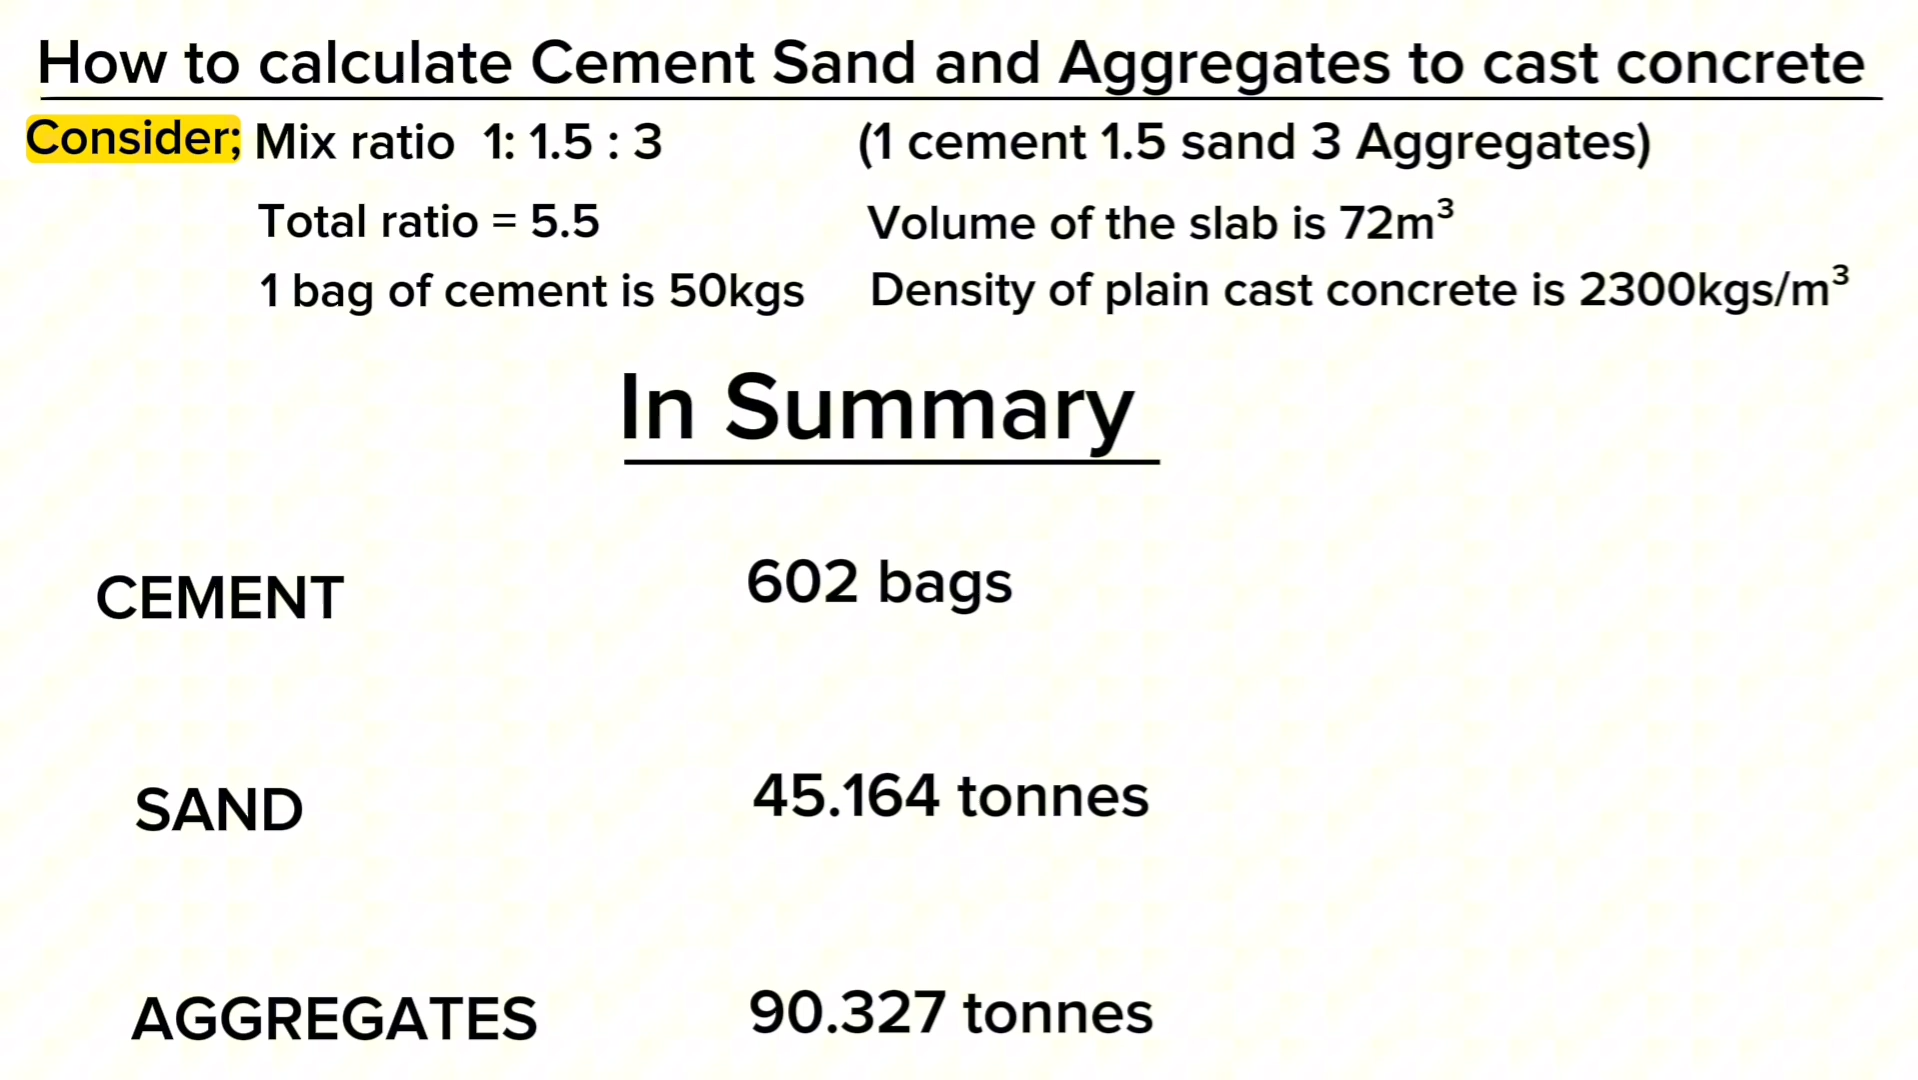 How to calculate Cement Sand and Aggregates to cast concrete
Consider; Mix ratio 1: 1.5 : 3 (1 cement 1.5 sand 3 Aggregates)
Total ratio = 5.5 Volume of the slab is 72m³
1 bag of cement is 50kgs Density of plain cast concrete is 2300kgs/m³
In Summary
CEMENT 602 bags
SAND 45.164 tonnes
AGGREGATES 90.327 tonnes